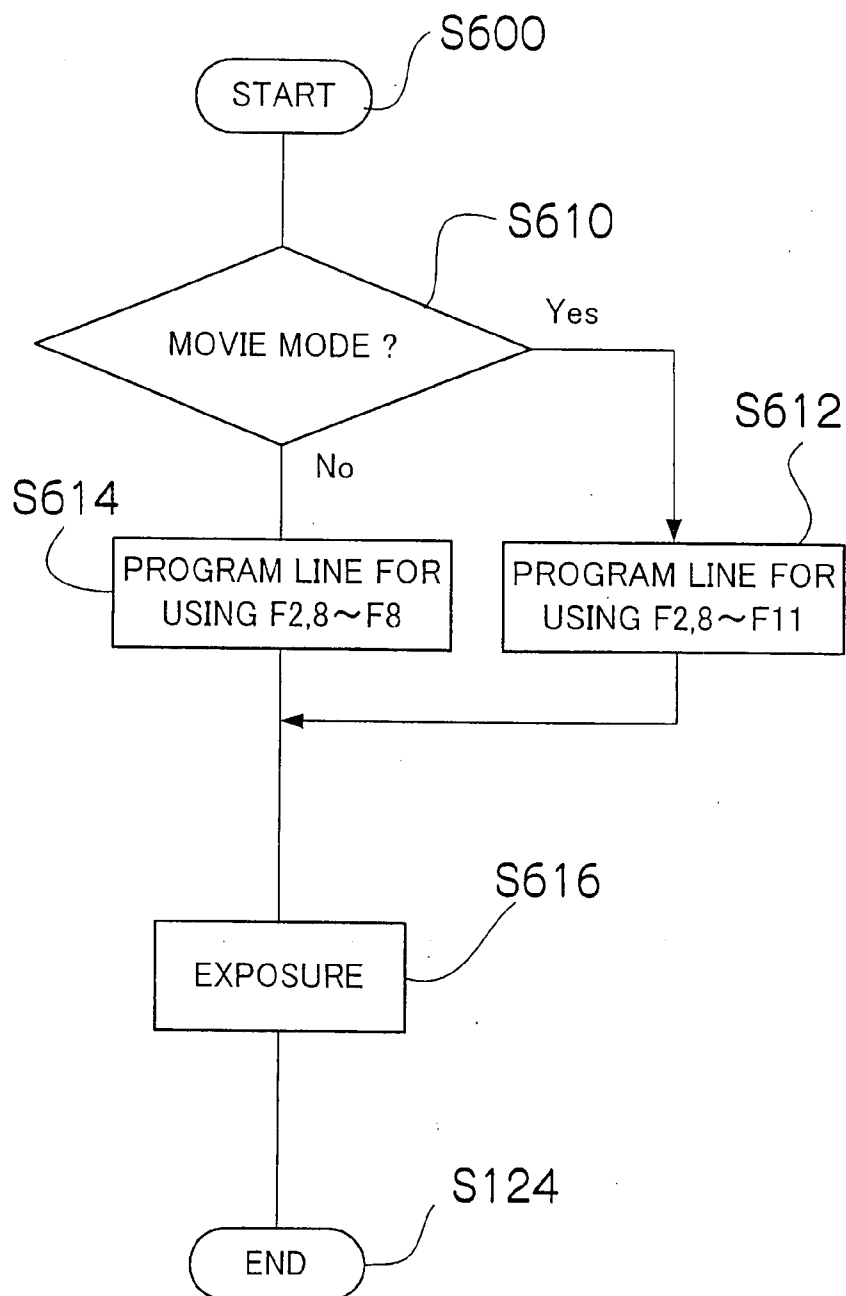 S600
START
S610
MOVIE MODE ?
Yes
No
S612
S614
PROGRAM LINE FOR
USING F2,8~F8
PROGRAM LINE FOR
USING F2,8~F11
S616
EXPOSURE
S124
END